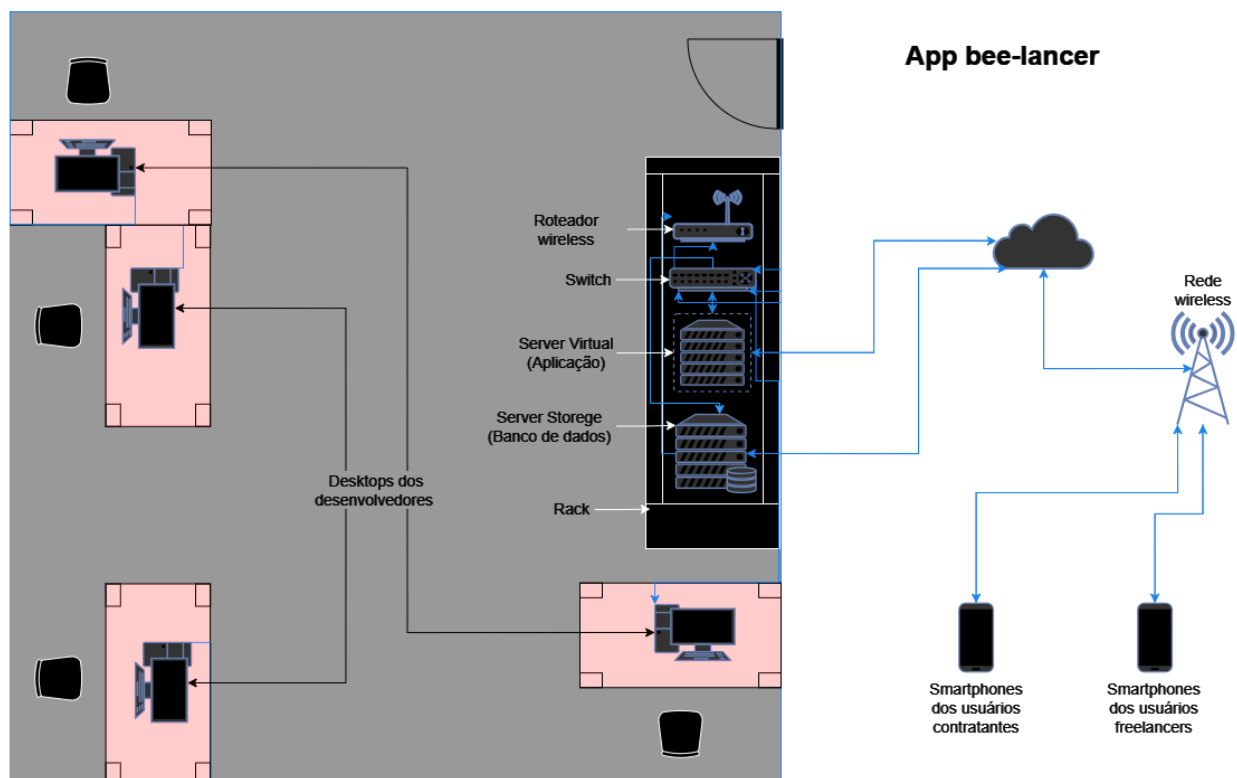 App bee-lancer
Roteador
wireless
Switch
Server Virtual
(Aplicação)
Server Storege
(Banco de dados)
Rack
Desktops dos
desenvolvedores
Rede
wireless
Smartphones
dos usuários
contratantes
Smartphones
dos usuários
freelancers